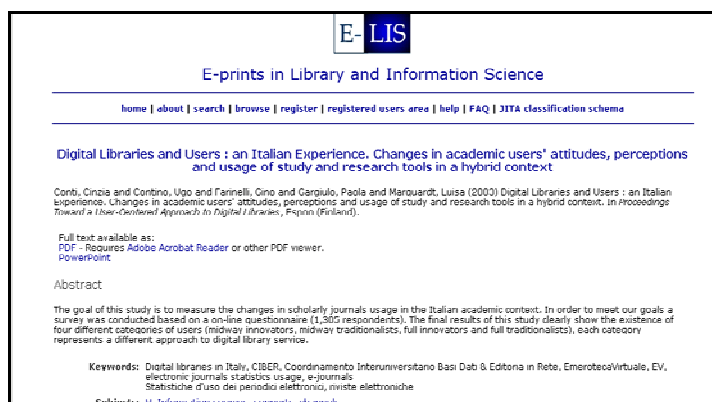 E-LIS
E-prints in Library and Information Science
home | about | search | browse | register | registered users area | help | FAQ | JITA classification schema
Digital Libraries and Users : an Italian Experience. Changes in academic users' attitudes, perceptions
and usage of study and research tools in a hybrid context
Conti, Cinzia and Contino, Ugo and Farinelli, Gino and Gargiulo, Paola and Marquardt, Luisa (2003) Digital Libraries and Users : an Italian
Experience. Changes in academic users' attitudes, perceptions and usage of study and research tools in a hybrid context. In Proceedings
Toward a User-Centered Approach to Digital Libraries, Espoo (Finland).
Full text available as:
PDF - Requires Adobe Acrobat Reader or other PDF viewer.
PowerPoint
Abstract
The goal of this study is to measure the changes in scholarly journals usage in the Italian academic context. In order to meet our goals a
survey was conducted based on a on-line questionnaire (1,305 respondents). The final results of this study clearly show the existence of
four different categories of users (midway innovators, midway traditionalists, full innovators and full traditionalists), each category
represents a different approach to digital library service.
Keywords: Digital libraries in Italy, CIBER, Coordinamento Interuniversitario Basi Dati & Editoria in Rete, EmerotecaVirtuale, EV,
electronic journals statistics usage, e-journals
Statistiche d'uso dei periodici elettronici, riviste elettroniche